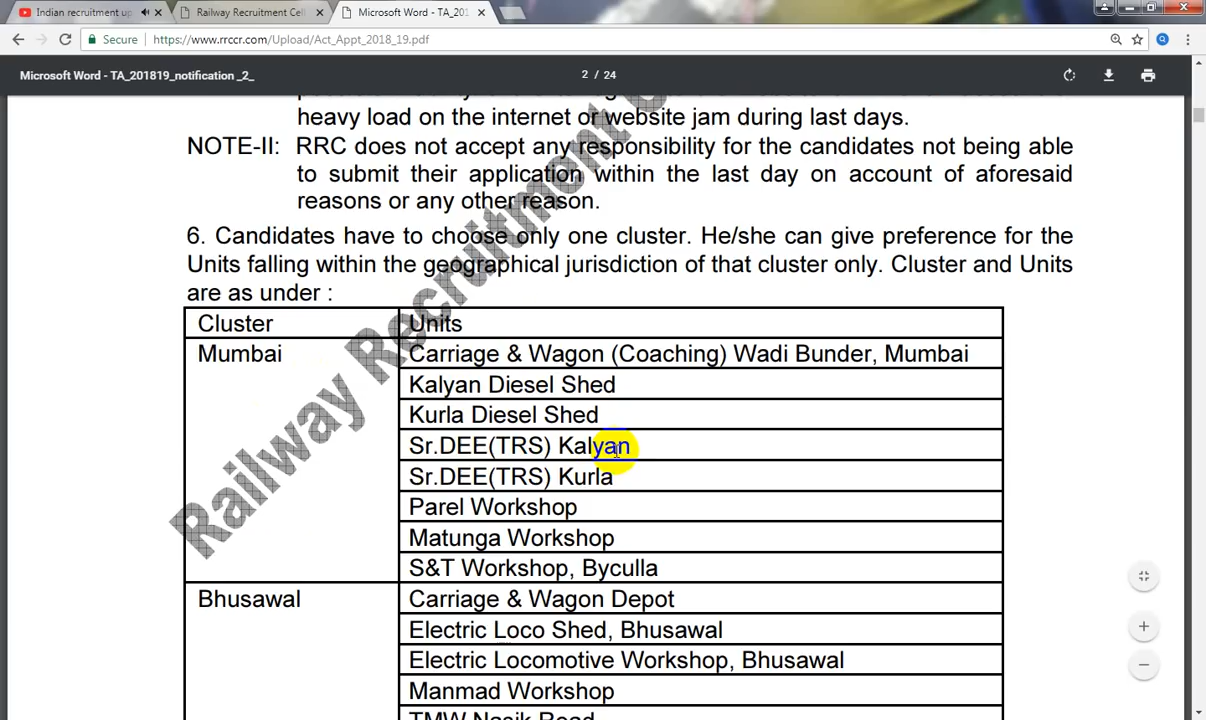 Indian recruitment up
Railway Recruitment Cel
Microsoft Word - TA_201
Secure
https://www.rrccr.com/Upload/Act_Appt_2018_19.pdf
Microsoft Word - TA_201819_notification _2_
2 / 24
heavy load on the internet or website jam during last days.
NOTE-II: RRC does not accept any responsibility for the candidates not being able
to submit their application within the last day on account of aforesaid
reasons or any other reason.
6. Candidates have to choose only one cluster. He/she can give preference for the
Units falling within the geographical jurisdiction of that cluster only. Cluster and Units
are as under :
Cluster Units
Mumbai Carriage & Wagon (Coaching) Wadi Bunder, Mumbai
Kalyan Diesel Shed
Kurla Diesel Shed
Sr.DEE(TRS) Kalyan
Sr.DEE(TRS) Kurla
Parel Workshop
Matunga Workshop
S&T Workshop, Byculla
Bhusawal Carriage & Wagon Depot
Electric Loco Shed, Bhusawal
Electric Locomotive Workshop, Bhusawal
Manmad Workshop
TMW Nasik Road
Railway Recruitment